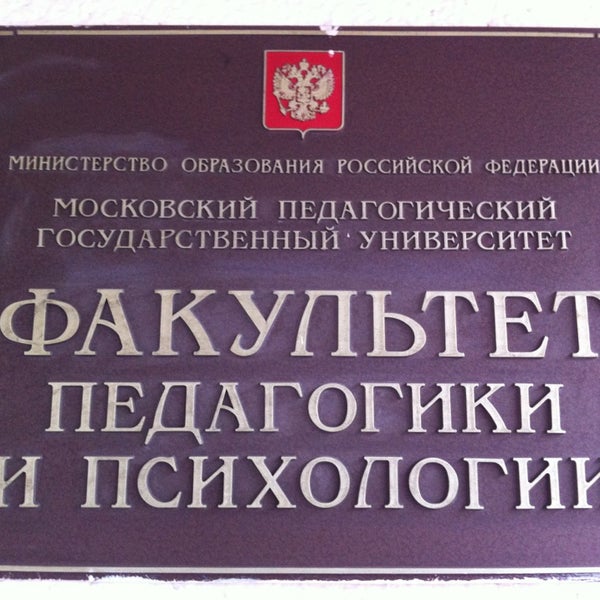 МИНИСТЕРСТВО ОБРАЗОВАНИЯ РОССИЙСКОЙ ФЕДЕРАЦИИ
МОСКОВСКИЙ ПЕДАГОГИЧЕСКИЙ
ГОСУДАРСТВЕННЫЙ УНИВЕРСИТЕТ
ФАКУЛЬТЕТ
ПЕДАГОГИКИ
И ПСИХОЛОГИИ